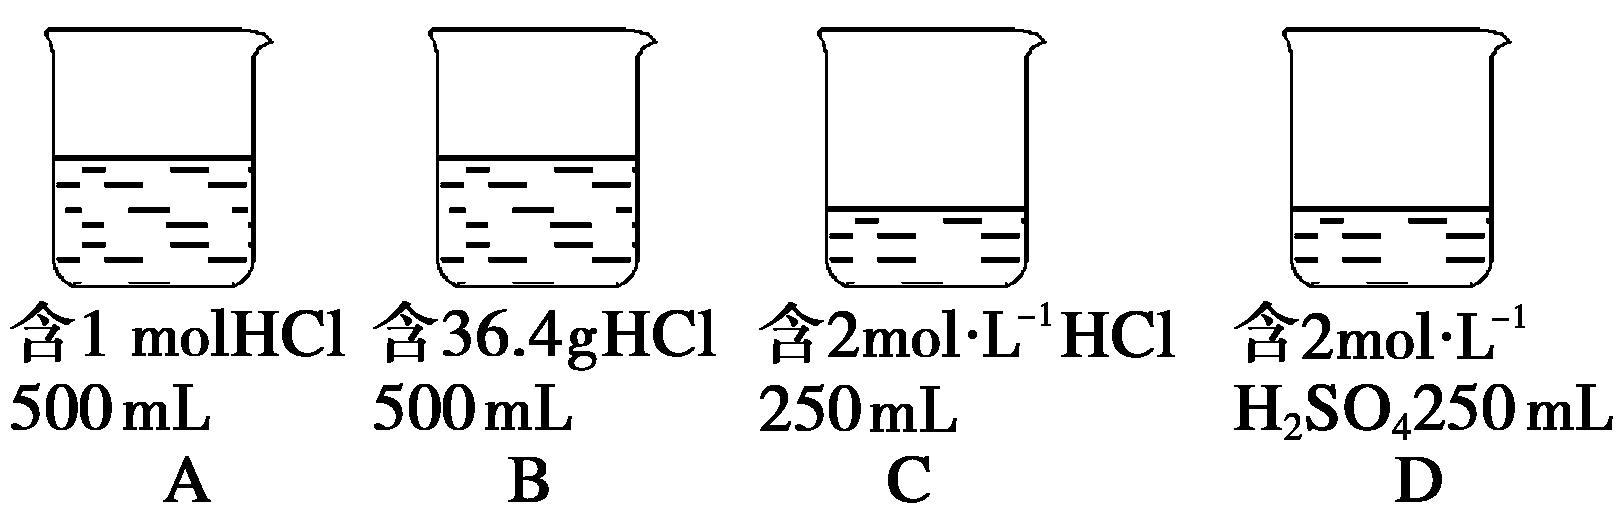 含1 molHCl
500 mL
A
含36.4gHCl
500 mL
B
含2mol·L⁻¹HCl
250 mL
C
含2mol·L⁻¹
H₂SO₄250 mL
D